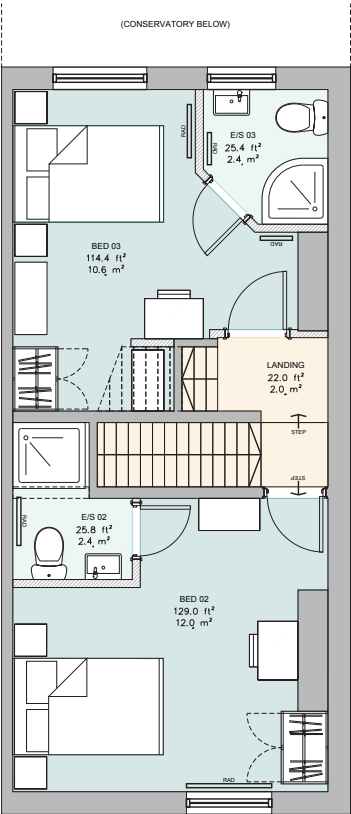 (CONSERVATORY BELOW)
RAD
E/S 03
25.4 ft²
2.4 m²
RAD
BED 03
114.4 ft²
10.6 m²
RAD
LANDING
22.0 ft²
2.0 m²
STEP
STEP
RAD
E/S 02
25.8 ft²
2.4 m²
BED 02
129.0 ft²
12.0 m²
RAD